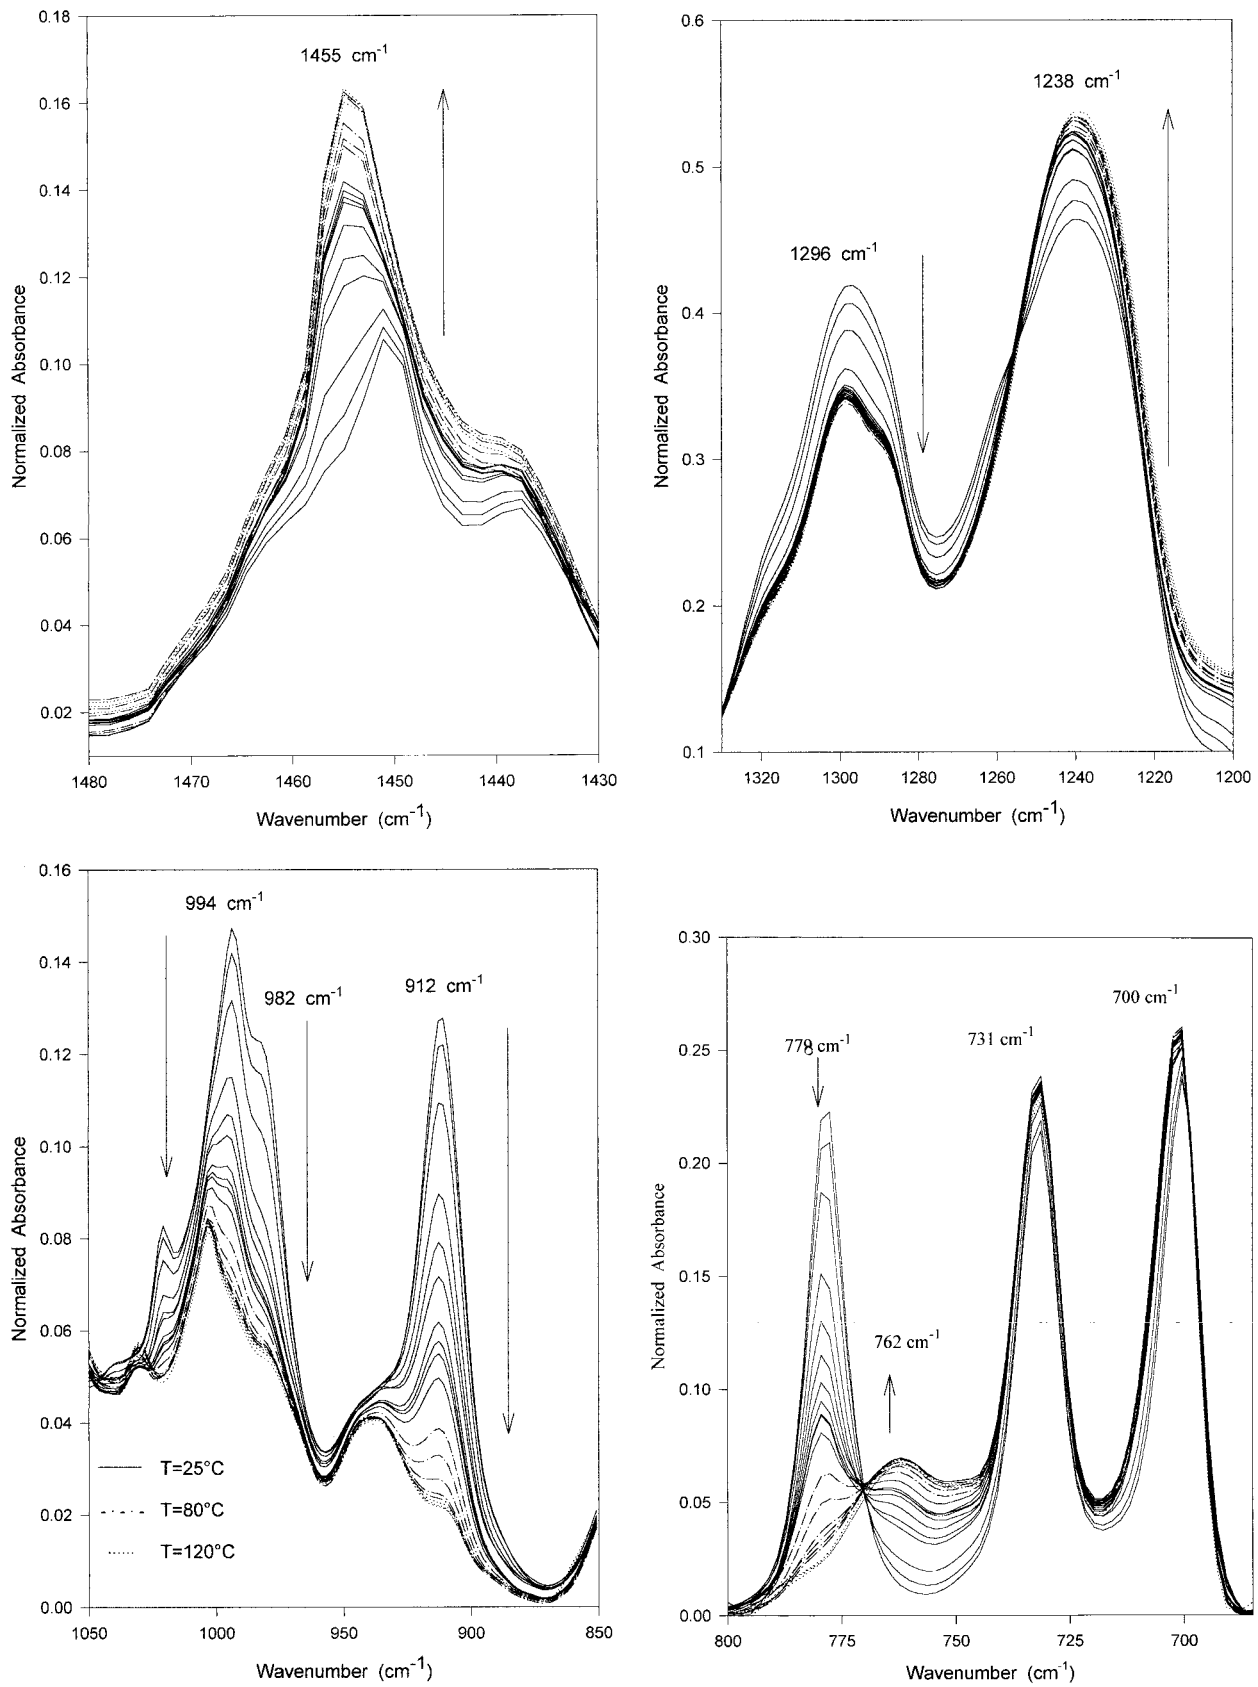 0.18
1455 cm-1
0.16
0.14
0.12
0.10
0.08
0.06
0.04
0.02
Normalized Absorbance
1480 1460 1450 1440 1430
Wavenumber (cm-1)
0.6
1238 cm-1
0.5
1296 cm-1
0.4
0.3
0.2
0.1
Normalized Absorbance
1320 1300 1280 1260 1240 1220 1200
Wavenumber (cm-1)
0.16
994 cm-1
0.14
982 cm-1
912 cm-1
0.12
0.10
0.08
0.06
0.04
0.02
0.00
Normalized Absorbance
T=25°C
T=80°C
T=120°C
1050 1000 950 900 850
Wavenumber (cm-1)
0.30
700 cm-1
731 cm-1
cm-1
0.25
0.20
0.15
762 cm-1
0.10
0.05
0.00
Normalized Absorbance
800 775 750 725 700
Wavenumber (cm-1)